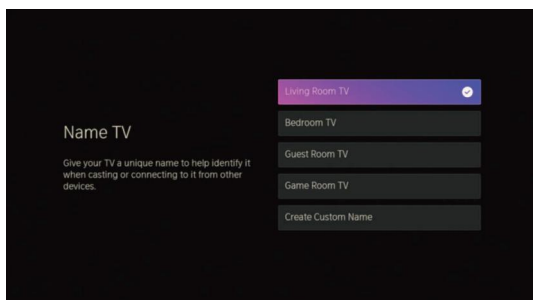 Name TV
Give your TV a unique name to help identify it
when casting or connecting to it from other
devices.
Living Room TV
Bedroom TV
Guest Room TV
Game Room TV
Create Custom Name